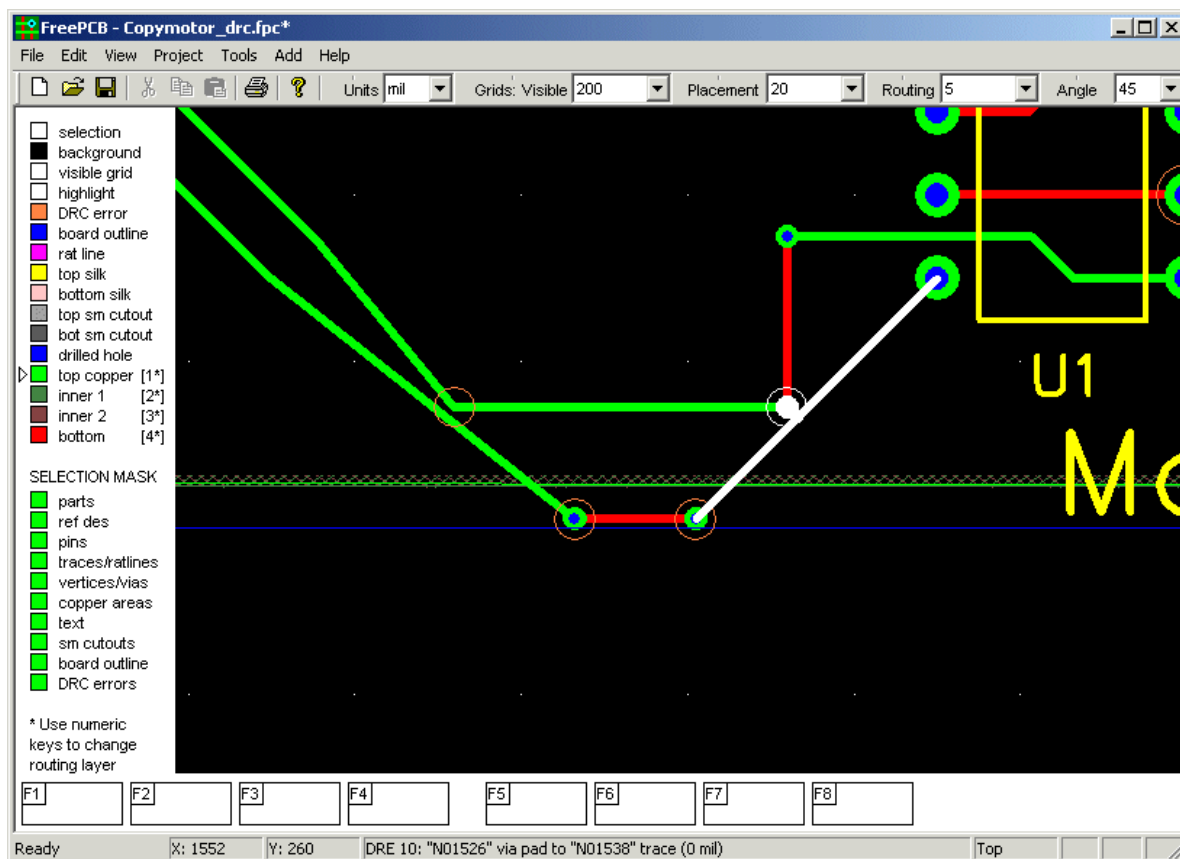 FreePCB - Copymotor_drc.fpc*
File Edit View Project Tools Add Help
Units mil Grids: Visible 200 Placement 20 Routing 5 Angle 45
selection
background
visible grid
highlight
DRC error
board outline
rat line
top silk
bottom silk
top sm cutout
bot sm cutout
drilled hole
top copper [1*]
inner 1 [2*]
inner 2 [3*]
bottom [4*]
U1
SELECTION MASK
parts
ref des
pins
traces/ratlines
vertices/vias
copper areas
text
sm cutouts
board outline
DRC errors
* Use numeric
keys to change
routing layer
F1 F2 F3 F4 F5 F6 F7 F8
Ready X: 1552 Y: 260 DRE 10: "N01526" via pad to "N01538" trace (0 mil) Top